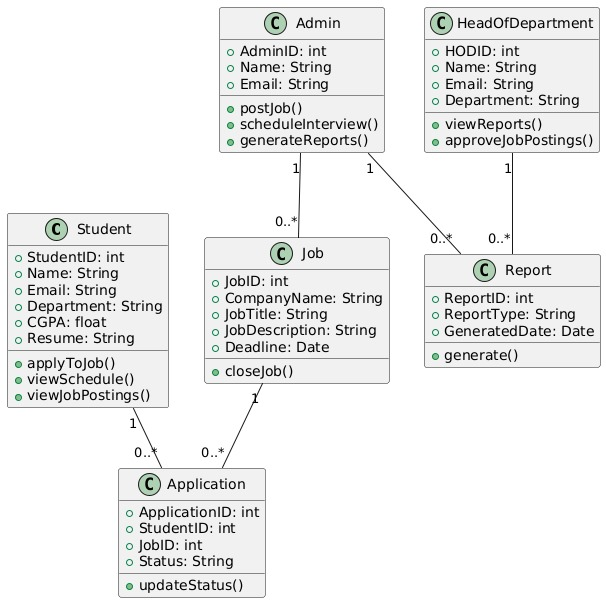 C Admin
+ AdminID: int
+ Name: String
+ Email: String
+ postJob()
+ scheduleInterview()
+ generateReports()
C HeadOfDepartment
+ HODID: int
+ Name: String
+ Email: String
+ Department: String
+ viewReports()
+ approveJobPostings()
1
1
1
0..*
0..*
0..*
C Student
+ StudentID: int
+ Name: String
+ Email: String
+ Department: String
+ CGPA: float
+ Resume: String
+ applyToJob()
+ viewSchedule()
+ viewJobPostings()
C Job
+ JobID: int
+ CompanyName: String
+ JobTitle: String
+ JobDescription: String
+ Deadline: Date
+ closeJob()
C Report
+ ReportID: int
+ ReportType: String
+ GeneratedDate: Date
+ generate()
1
1
0..*
0..*
C Application
+ ApplicationID: int
+ StudentID: int
+ JobID: int
+ Status: String
+ updateStatus()